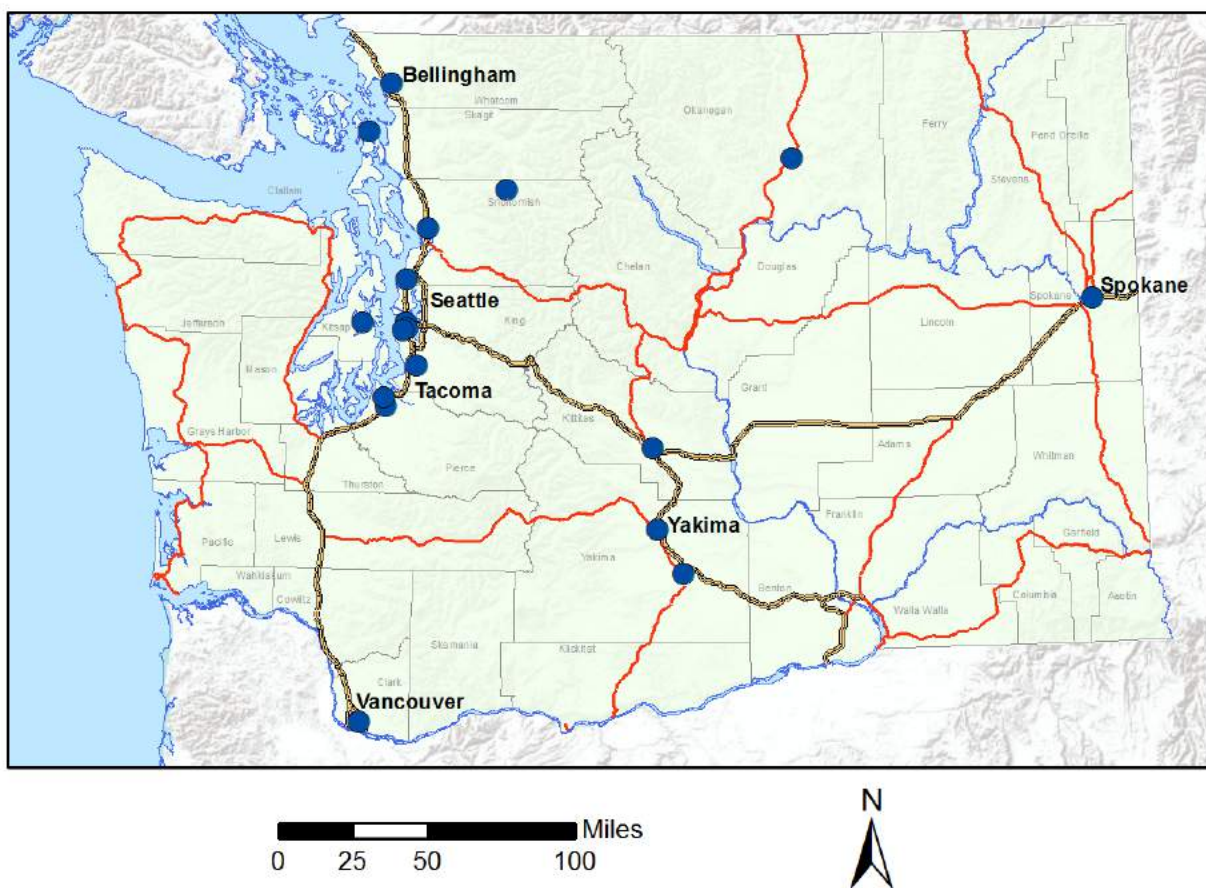 Bellingham
Whatcom
Skagit
Okanogan
Ferry
Pend Oreille
Stevens
Clallam
Snohomish
Chelan
Douglas
Seattle
Spokane
Spokane
Jefferson
Kitsap
King
Lincoln
Mason
Tacoma
Grant
Grays Harbor
Kittitas
Adams
Whitman
Pierce
Thurston
Yakima
Franklin
Garfield
Pacific
Lewis
Yakima
Wahkiakum
Benton
Columbia
Asotin
Cowlitz
Walla Walla
Skamania
Klickitat
Clark
Vancouver
Miles
0 25 50 100
N